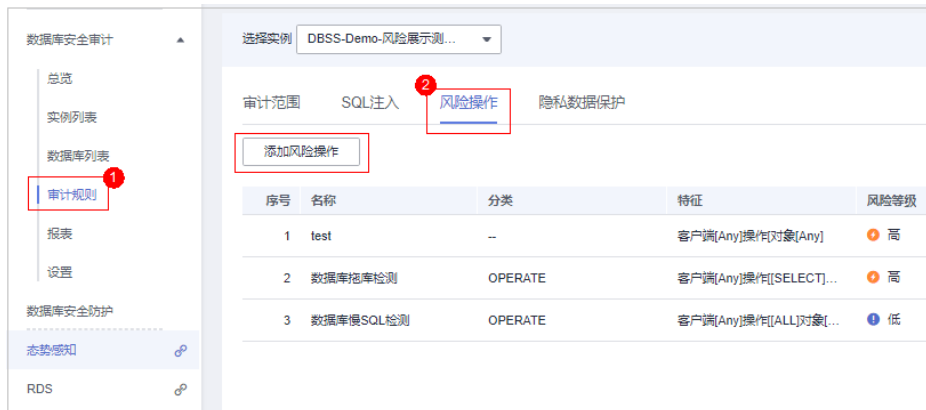 数据库安全审计
总览
实例列表
数据库列表
1
审计规则
报表
设置
数据库安全防护
态势感知
RDS
选择实例 DBSS-Demo-风险展示测...
2
审计范围 SQL注入 风险操作 隐私数据保护
添加风险操作
序号 名称 分类 特征 风险等级
1 test -- 客户端[Any]操作[对象[Any] 高
2 数据库拖库检测 OPERATE 客户端[Any]操作[[SELECT]... 高
3 数据库慢SQL检测 OPERATE 客户端[Any]操作[[ALL]对象[... 低